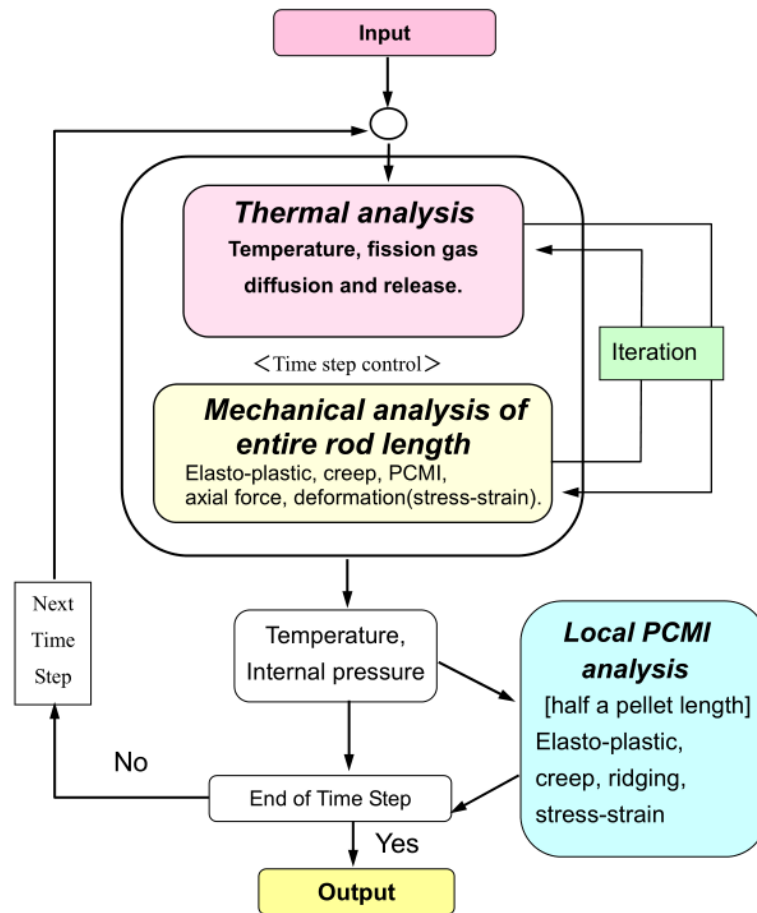 Input
Thermal analysis
Temperature, fission gas
diffusion and release.
＜Time step control＞
Iteration
Mechanical analysis of
entire rod length
Elasto-plastic, creep, PCMI,
axial force, deformation(stress-strain).
Next
Time
Step
Temperature,
Internal pressure
Local PCMI
analysis
[half a pellet length]
Elasto-plastic,
creep, ridging,
stress-strain
No
End of Time Step
Yes
Output